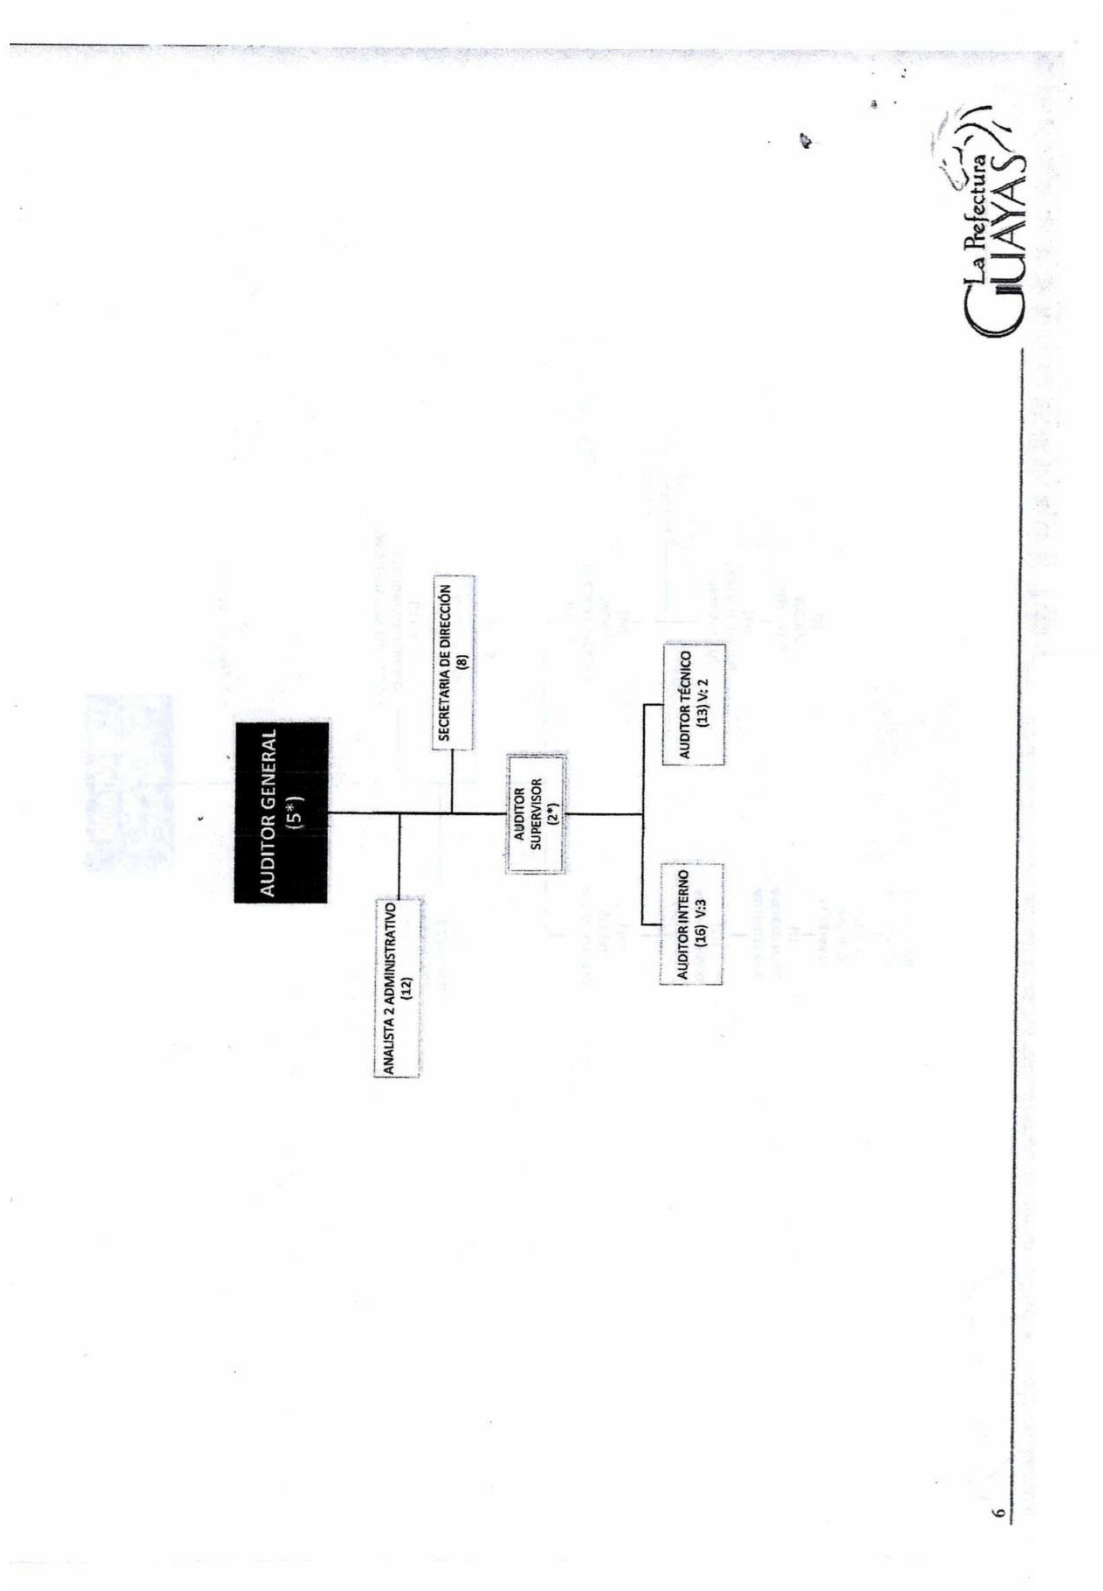 AUDITOR GENERAL
(5*)
ANALISTA 2 ADMINISTRATIVO
(12)
SECRETARIA DE DIRECCIÓN
(8)
AUDITOR
SUPERVISOR
(2*)
AUDITOR INTERNO
(16) V:3
AUDITOR TÉCNICO
(13) V: 2
6
La Prefectura
GUAYAS